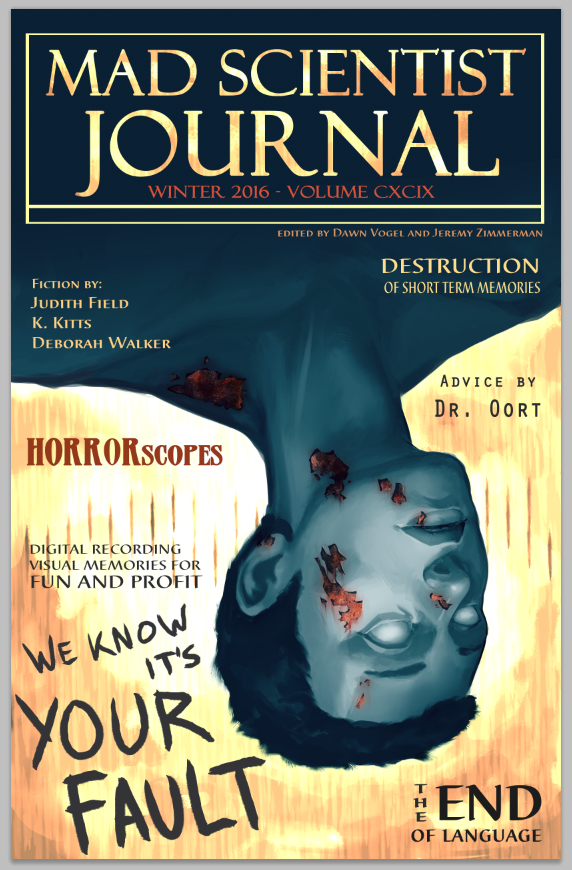 MAD SCIENTIST
JOURNAL
WINTER 2016 - VOLUME CXCIX
EDITED BY DAWN VOGEL AND JEREMY ZIMMERMAN
DESTRUCTION
OF SHORT TERM MEMORIES
FICTION BY:
JUDITH FIELD
K. KITTS
DEBORAH WALKER
ADVICE BY
DR. OORT
HORRORSCOPES
DIGITAL RECORDING
VISUAL MEMORIES FOR
FUN AND PROFIT
WE KNOW
IT'S
YOUR
FAULT
THE END
OF LANGUAGE